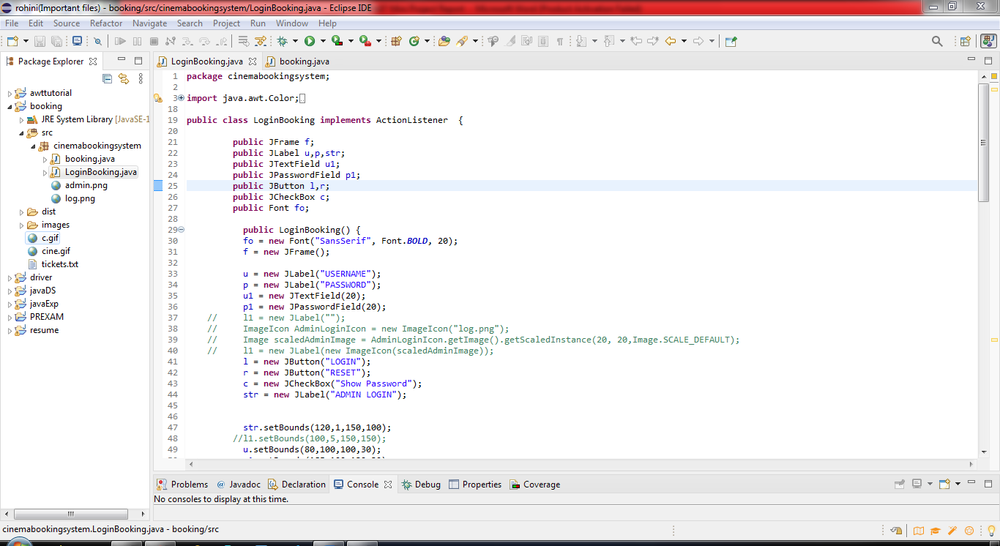 rohini(Important files) - booking/src/cinemabookingsystem/LoginBooking.java - Eclipse IDE
File Edit Source Refactor Navigate Search Project Run Window Help
Package Explorer
LoginBooking.java
booking.java
awttutorial
booking
JRE System Library [JavaSE-1
src
cinemabookingsystem
booking.java
LoginBooking.java
admin.png
log.png
dist
images
c.gif
cine.gif
tickets.txt
driver
javaDS
javaExp
PREXAM
resume
1 package cinemabookingsystem;
2
3 import java.awt.Color;
18
19 public class LoginBooking implements ActionListener {
20
21 public JFrame f;
22 public JLabel u,p,str;
23 public JTextField u1;
24 public JPasswordField p1;
25 public JButton l,r;
26 public JCheckBox c;
27 public Font fo;
28
29 public LoginBooking() {
30 fo = new Font("SansSerif", Font.BOLD, 20);
31 f = new JFrame();
32
33 u = new JLabel("USERNAME");
34 p = new JLabel("PASSWORD");
35 u1 = new JTextField(20);
36 p1 = new JPasswordField(20);
37 // l1 = new JLabel("");
38 // ImageIcon AdminLoginIcon = new ImageIcon("log.png");
39 // Image scaledAdminImage = AdminLoginIcon.getImage().getScaledInstance(20, 20,Image.SCALE_DEFAULT);
40 // l1 = new JLabel(new ImageIcon(scaledAdminImage));
41 l = new JButton("LOGIN");
42 r = new JButton("RESET");
43 c = new JCheckBox("Show Password");
44 str = new JLabel("ADMIN LOGIN");
45
46
47 str.setBounds(120,1,150,100);
48 //l1.setBounds(100,5,150,150);
49 u.setBounds(80,100,100,30);
Problems @ Javadoc Declaration Console Debug Properties Coverage
No consoles to display at this time.
cinemabookingsystem.LoginBooking.java - booking/src